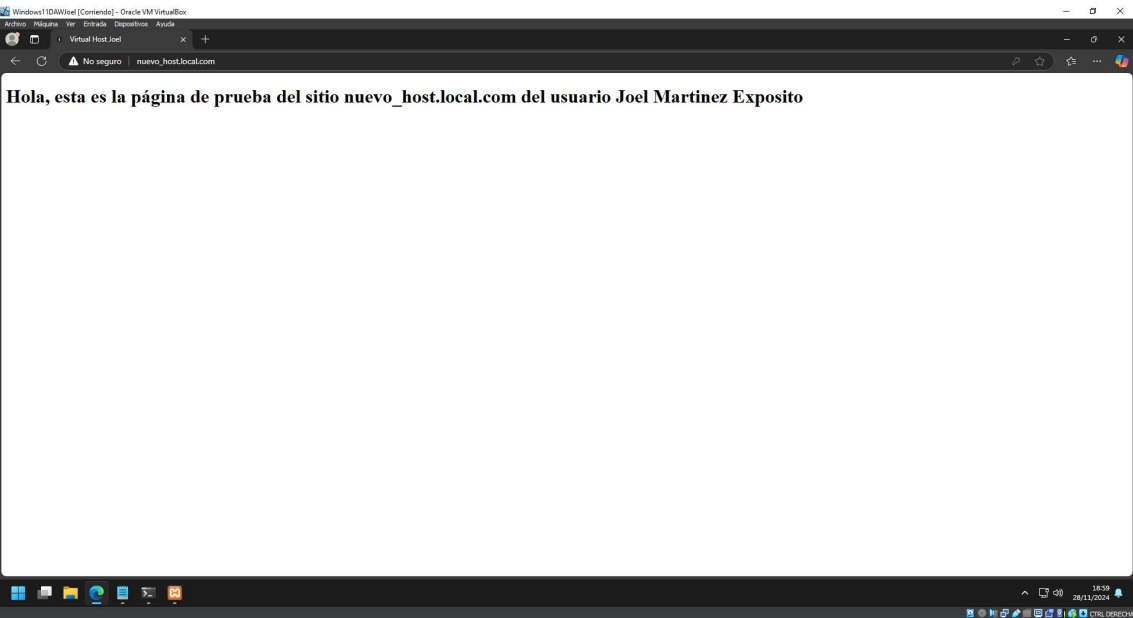 Windows11DAWJoel [Corriendo] - Oracle VM VirtualBox
Archivo Máquina Ver Entrada Dispositivos Ayuda
Virtual Host Joel
No seguro nuevo_host.local.com
Hola, esta es la página de prueba del sitio nuevo_host.local.com del usuario Joel Martinez Exposito
18:59
28/11/2024
CTRL DERECHA